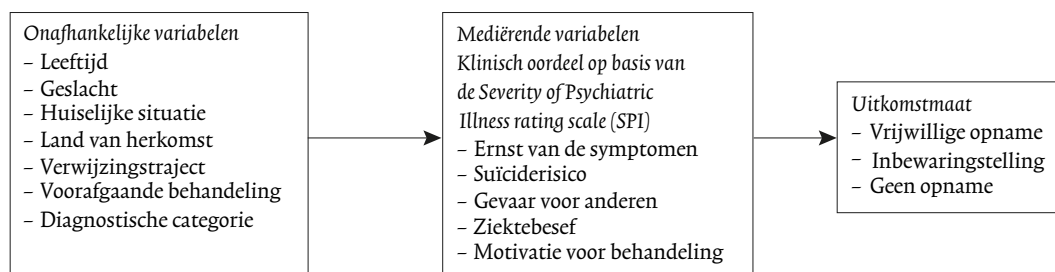 Onafhankelijke variabelen
– Leeftijd
– Geslacht
– Huiselijke situatie
– Land van herkomst
– Verwijzingstraject
– Voorafgaande behandeling
– Diagnostische categorie
Mediërende variabelen
Klinisch oordeel op basis van
de Severity of Psychiatric
Illness rating scale (SPI)
– Ernst van de symptomen
– Suïciderisico
– Gevaar voor anderen
– Ziektebesef
– Motivatie voor behandeling
Uitkomstmaat
– Vrijwillige opname
– Inbewaringstelling
– Geen opname